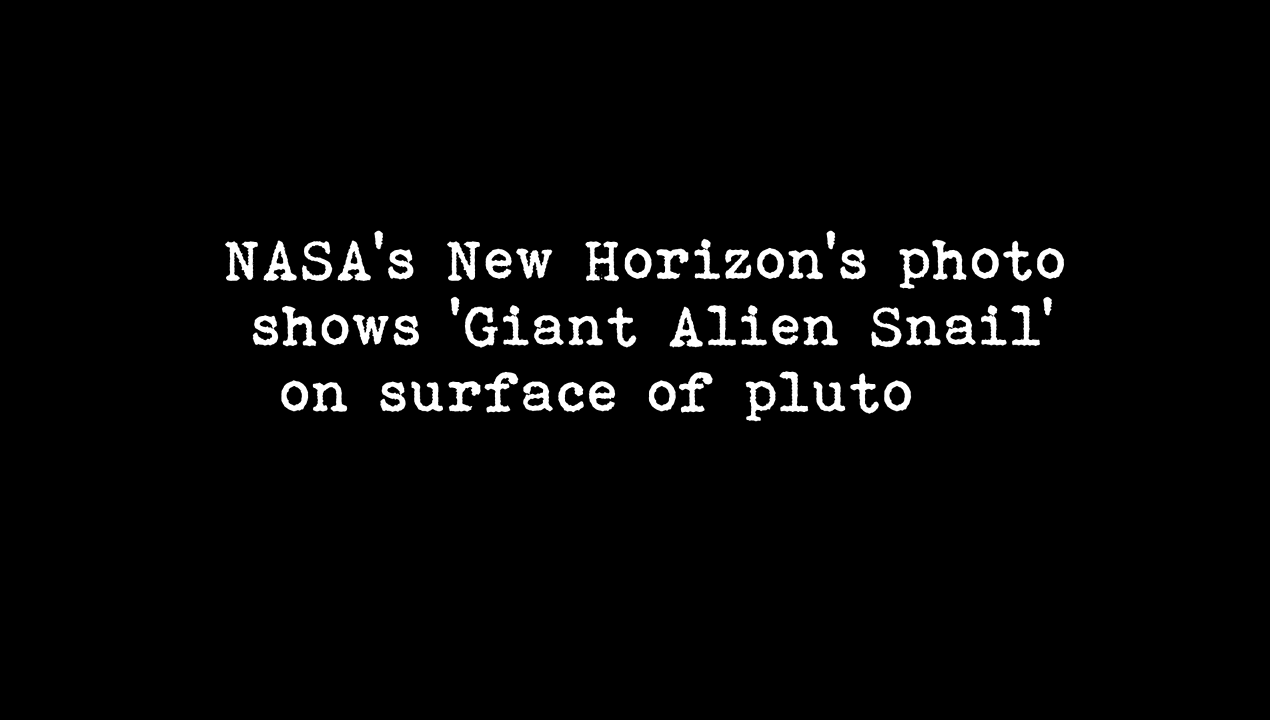 NASA's New Horizon's photo
shows 'Giant Alien Snail'
on surface of pluto